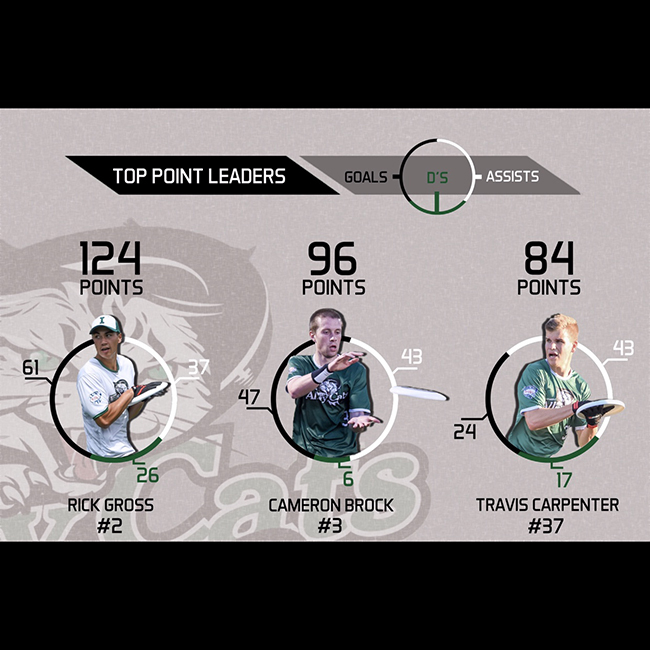 TOP POINT LEADERS
GOALS D'S ASSISTS
124 POINTS
96 POINTS
84 POINTS
61 37 26
47 43 6
24 43 17
RICK GROSS
#2
CAMERON BROCK
#3
TRAVIS CARPENTER
#37
Cats